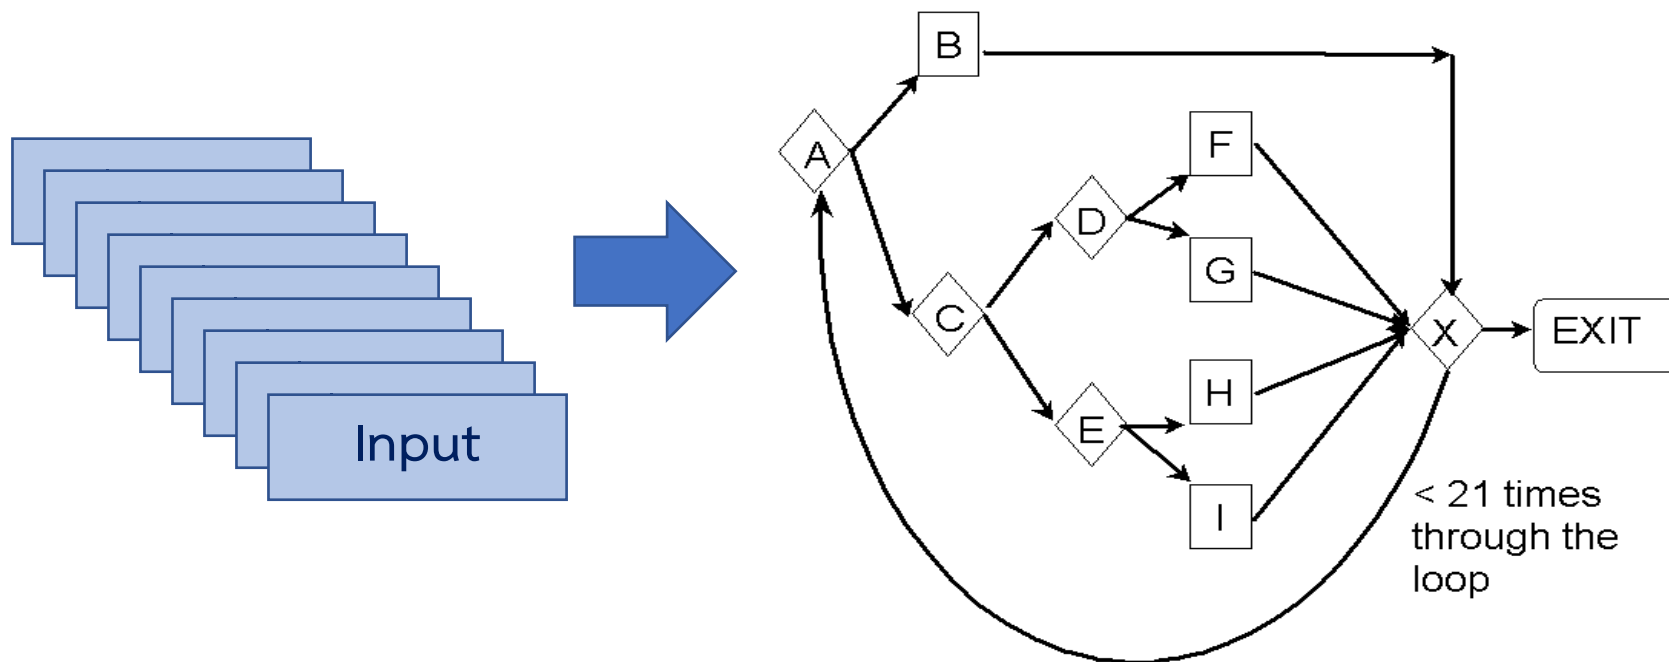 Input
A
B
C
D
E
F
G
H
I
X
EXIT
< 21 times
through the
loop